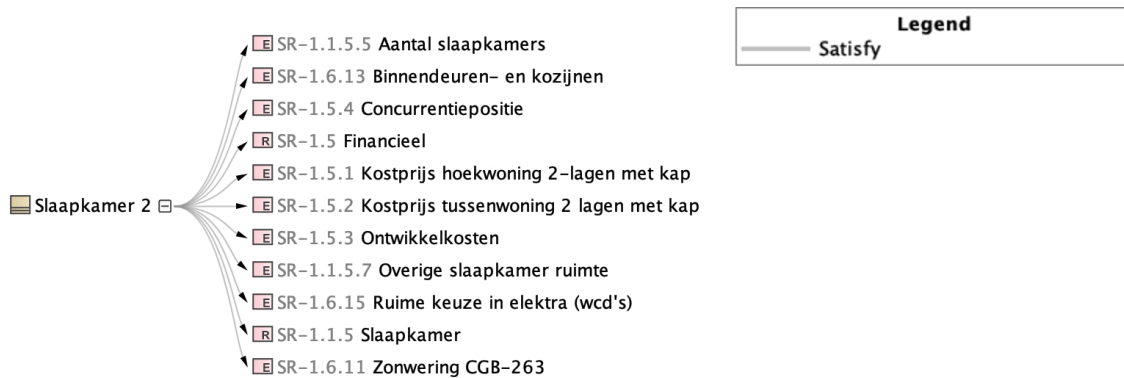 Legend
Satisfy
E SR-1.1.5.5 Aantal slaapkamers
E SR-1.6.13 Binnendeuren- en kozijnen
E SR-1.5.4 Concurrentiepositie
R SR-1.5 Financieel
E SR-1.5.1 Kostprijs hoekwoning 2-lagen met kap
Slaapkamer 2
E SR-1.5.2 Kostprijs tussenwoning 2 lagen met kap
E SR-1.5.3 Ontwikkelkosten
E SR-1.1.5.7 Overige slaapkamer ruimte
E SR-1.6.15 Ruime keuze in elektra (wcd's)
R SR-1.1.5 Slaapkamer
E SR-1.6.11 Zonwering CGB-263